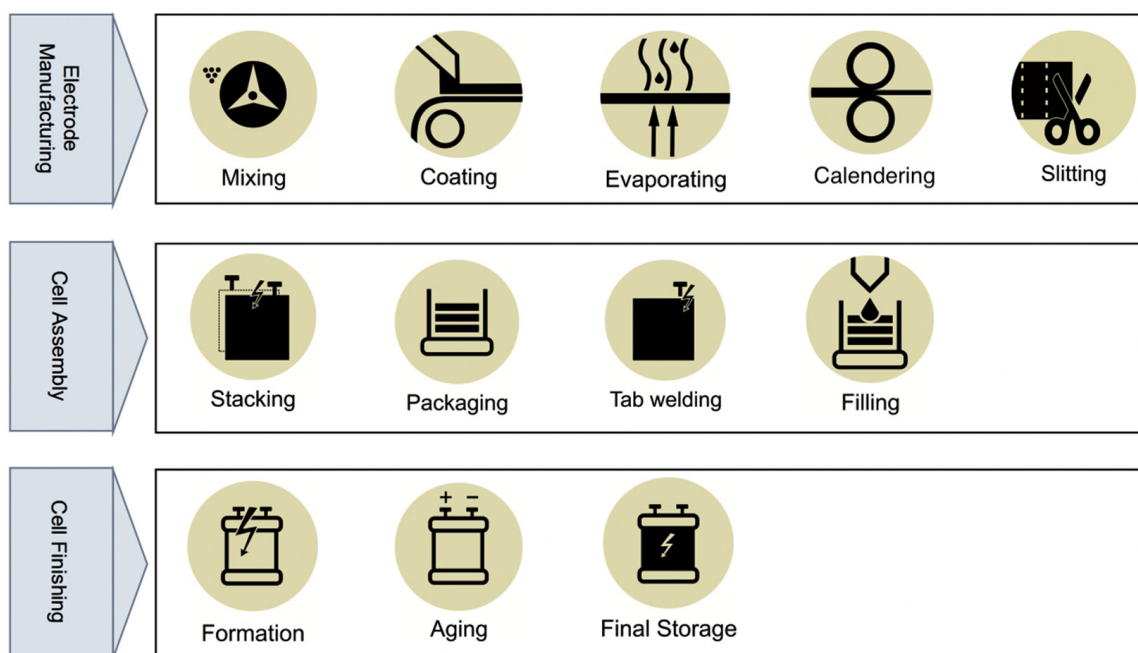 Electrode
Manufacturing
Mixing
Coating
Evaporating
Calendering
Slitting
Cell Assembly
Stacking
Packaging
Tab welding
Filling
Cell Finishing
+ −
Formation
Aging
Final Storage